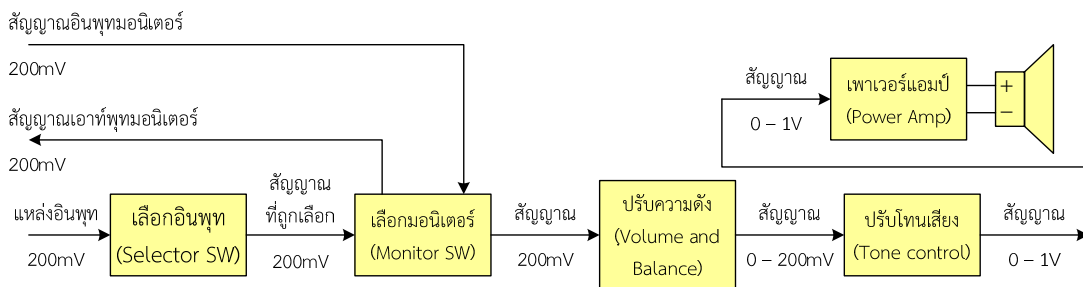 สัญญาณอินพุทมอนิเตอร์
200mV
สัญญาณเอาท์พุทมอนิเตอร์
200mV
แหล่งอินพุท
200mV
เลือกอินพุท
(Selector SW)
สัญญาณ
ที่ถูกเลือก
200mV
เลือกมอนิเตอร์
(Monitor SW)
สัญญาณ
200mV
ปรับความดัง
(Volume and
Balance)
สัญญาณ
0 – 200mV
ปรับโทนเสียง
(Tone control)
สัญญาณ
0 – 1V
สัญญาณ
0 – 1V
เพาเวอร์แอมป์
(Power Amp)
+
−